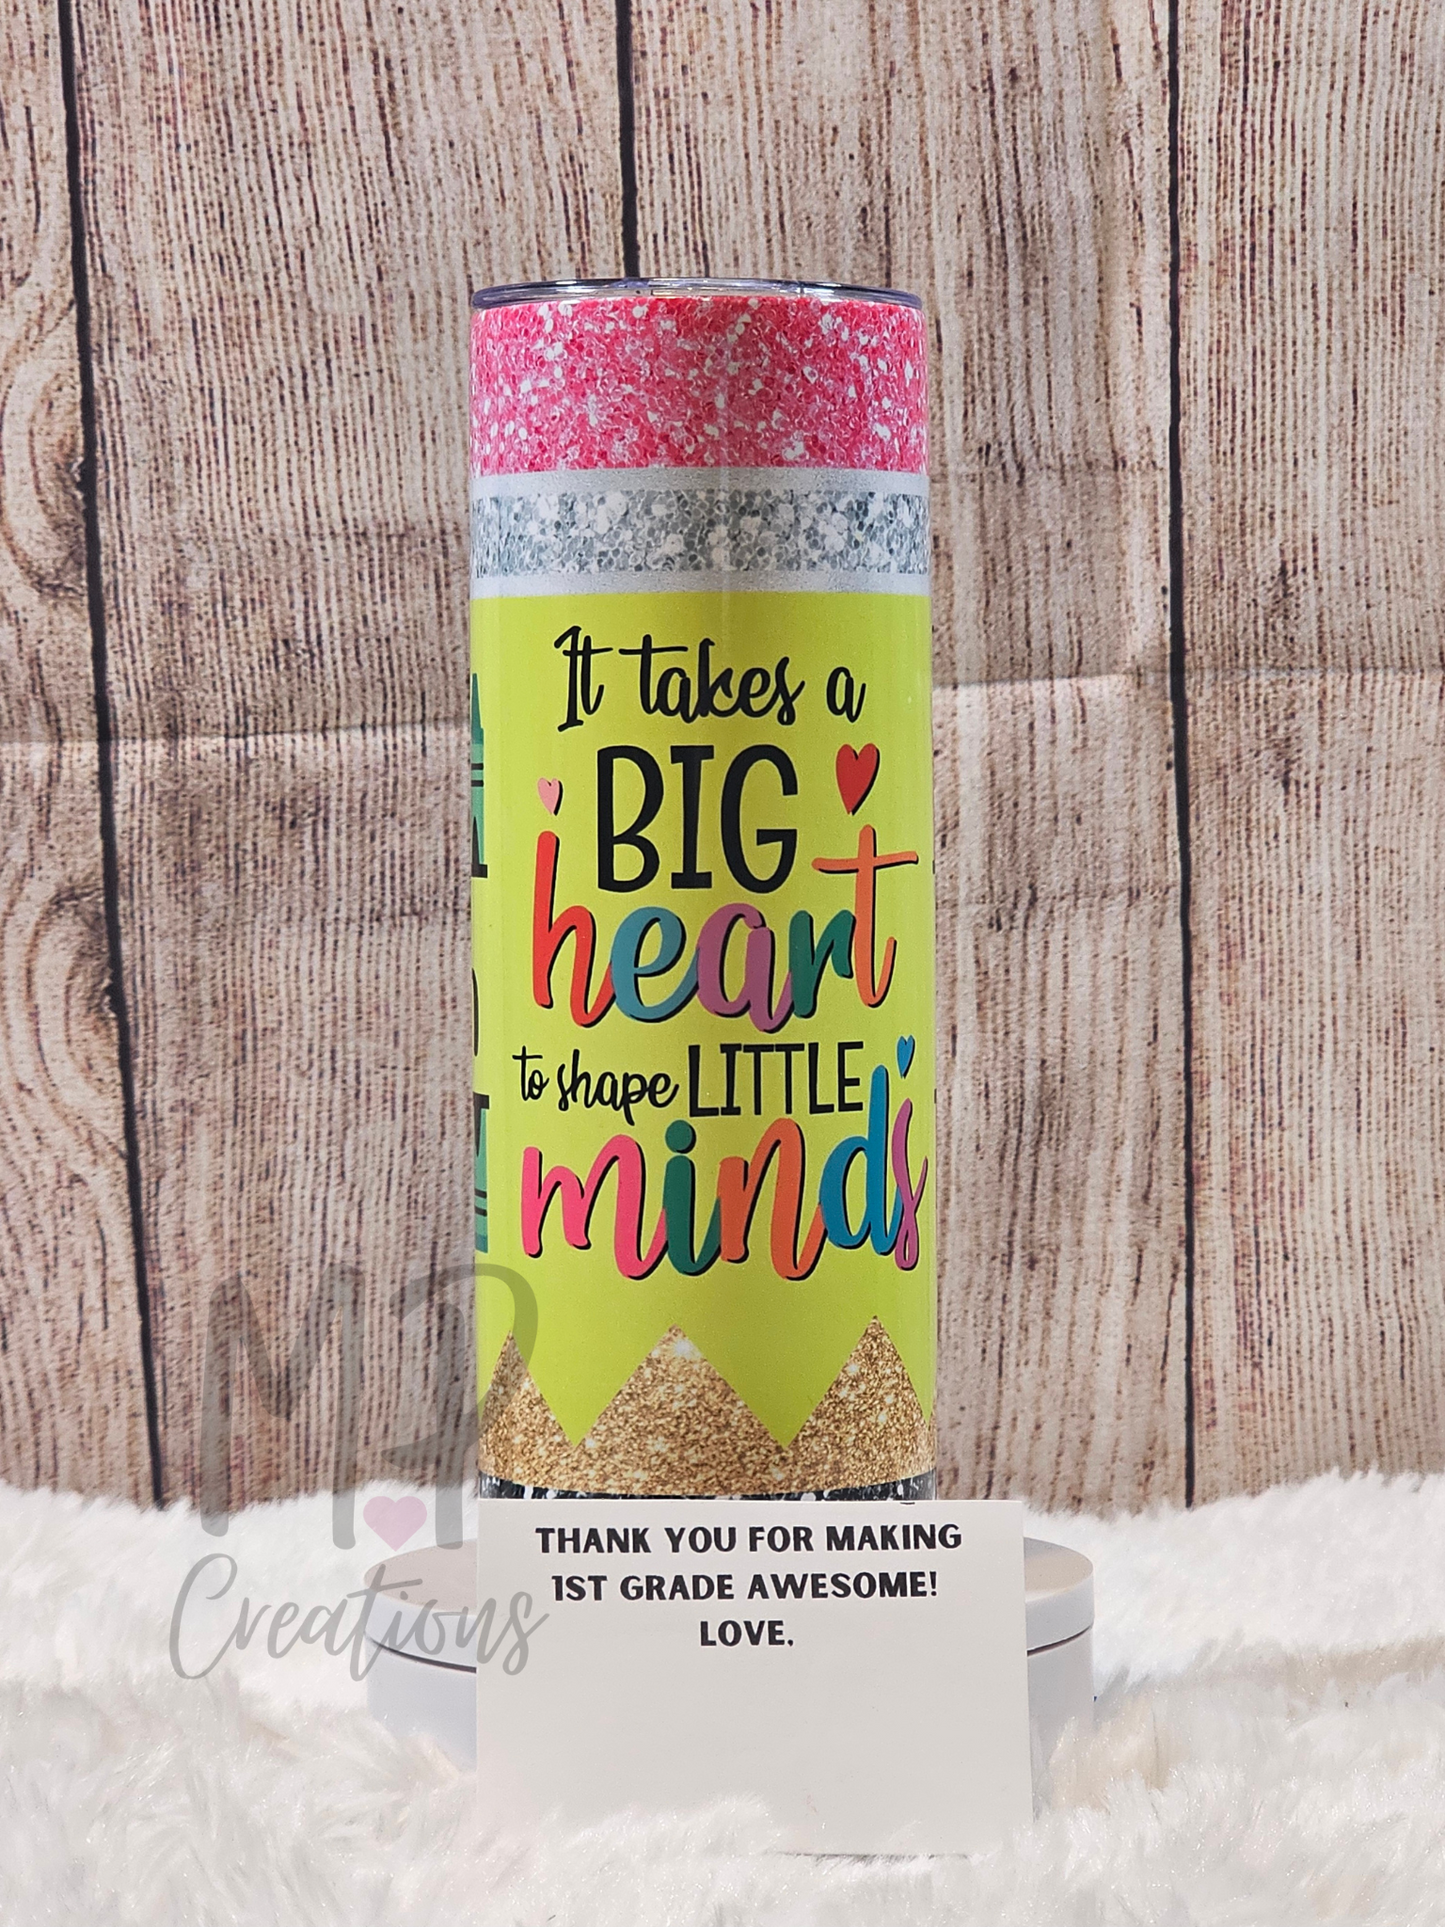 It takes a
BIG
heart
to shape LITTLE
minds
THANK YOU FOR MAKING
1ST GRADE AWESOME!
LOVE,
Creations